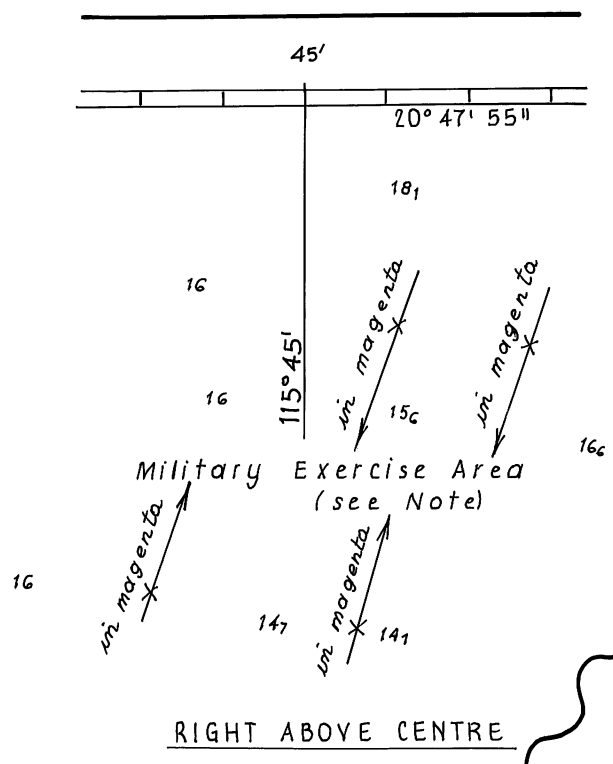 45'
20° 47' 55"
18₁
in magenta
in magenta
16
115° 45'
16
15₆
16₆
Military Exercise Area
(see Note)
in magenta
in magenta
16
14₇
14₁
RIGHT ABOVE CENTRE